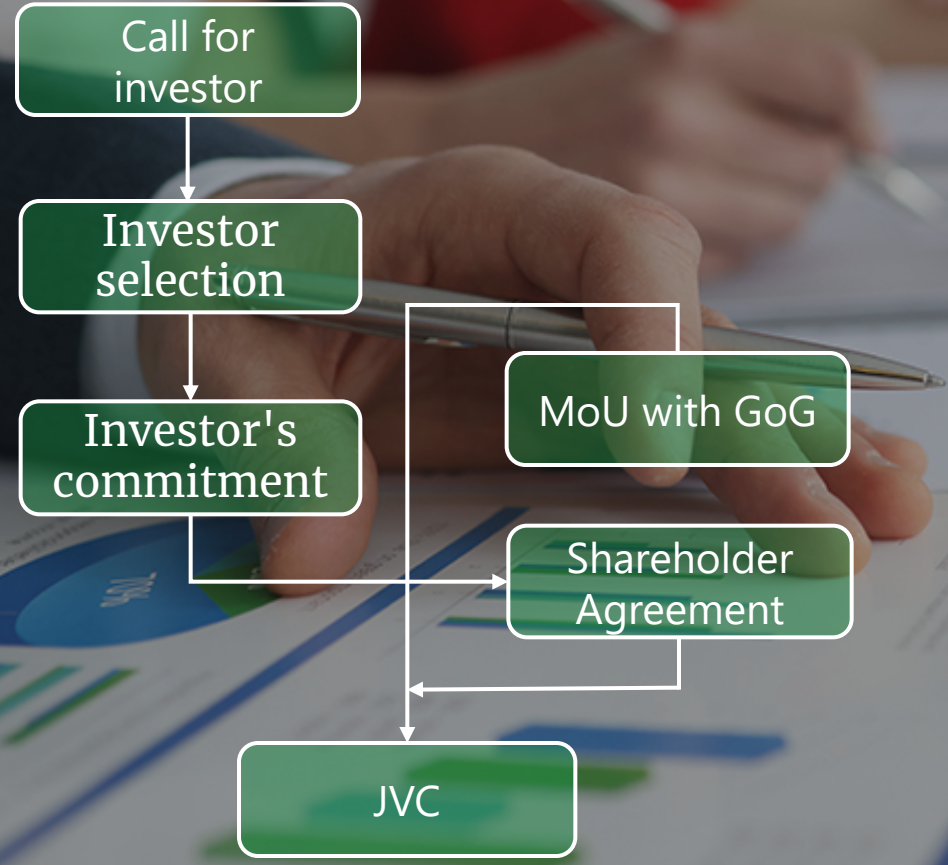 Call for
investor
Investor
selection
Investor's
commitment
MoU with GoG
Shareholder
Agreement
JVC